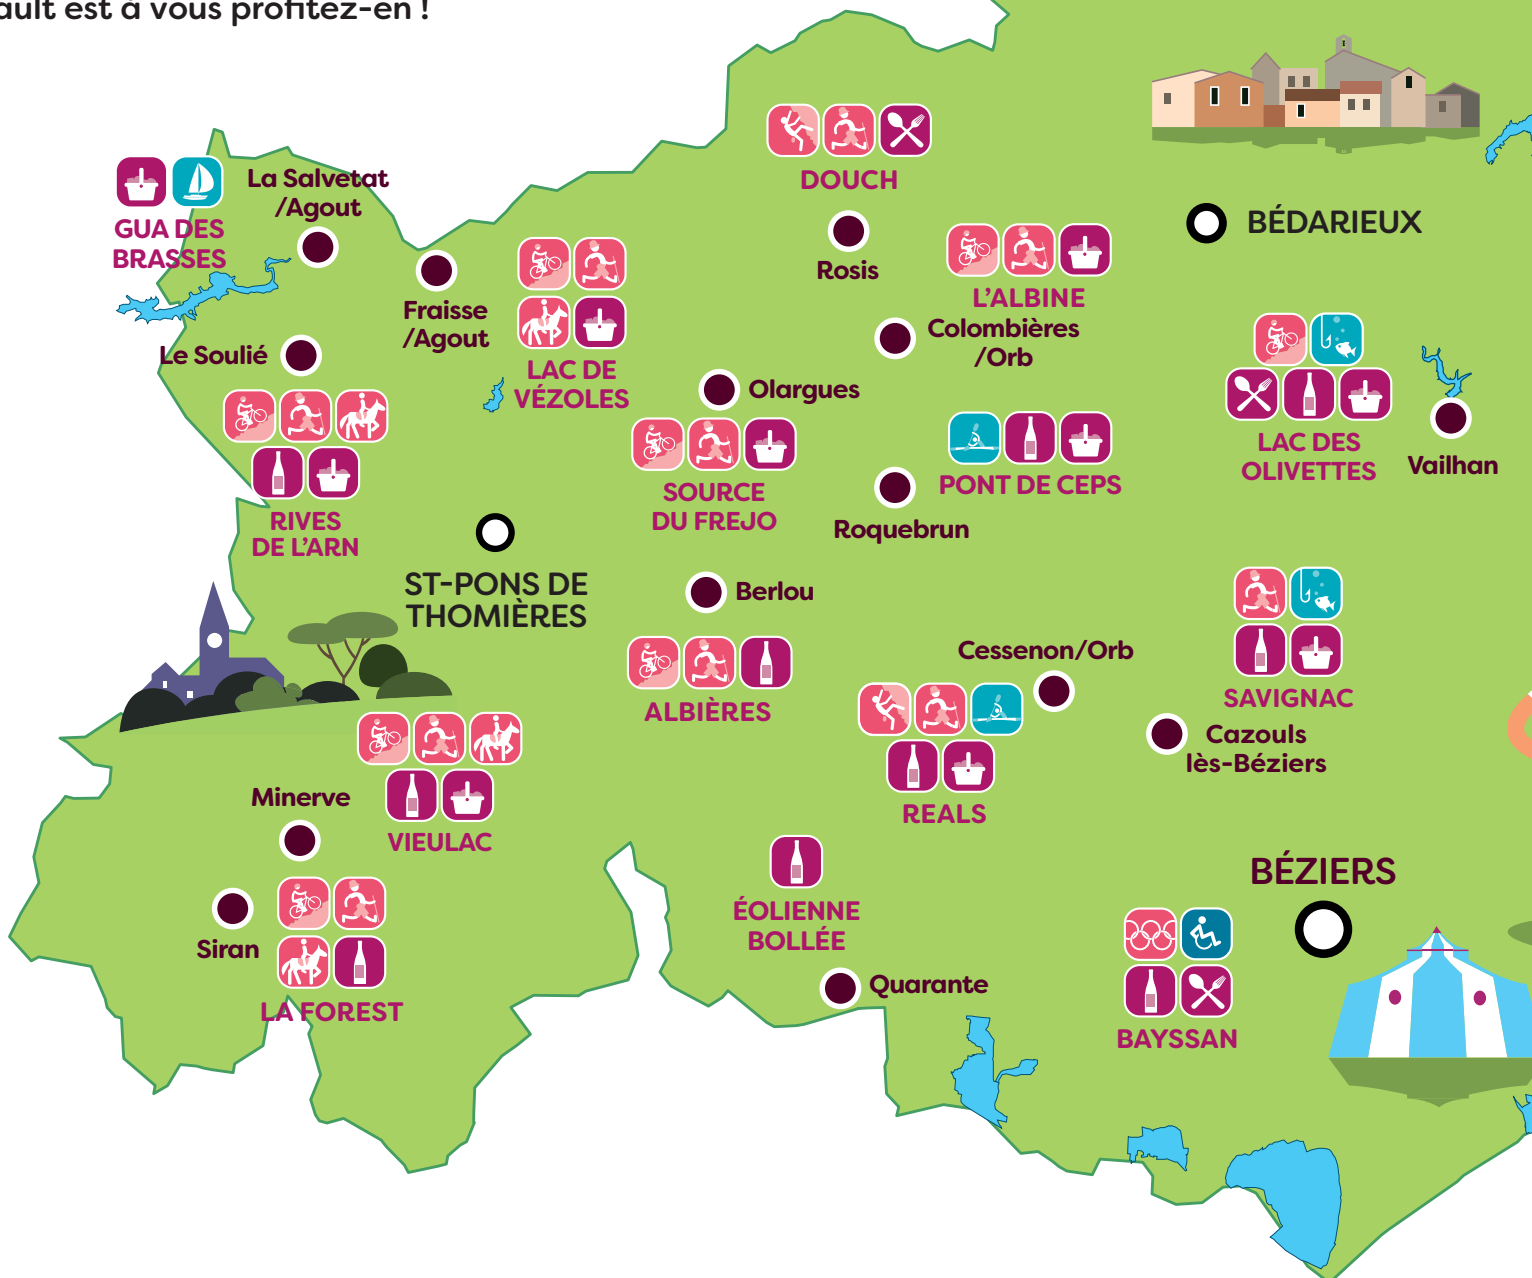 ault est à vous profitez-en !
DOUCH
La Salvetat
/Agout
GUA DES
BRASSES
BÉDARIEUX
Rosis
L'ALBINE
Fraisse
/Agout
Colombières
/Orb
Le Soulié
LAC DE
VÉZOLES
Olargues
LAC DES
OLIVETTES
Vailhan
SOURCE
DU FREJO
PONT DE CEPS
RIVES
DE L'ARN
Roquebrun
ST-PONS DE
THOMIÈRES
Berlou
Cessenon/Orb
SAVIGNAC
ALBIÈRES
Cazouls
lès-Béziers
Minerve
VIEULAC
REALS
BÉZIERS
ÉOLIENNE
BOLLÉE
Siran
Quarante
LA FOREST
BAYSSAN